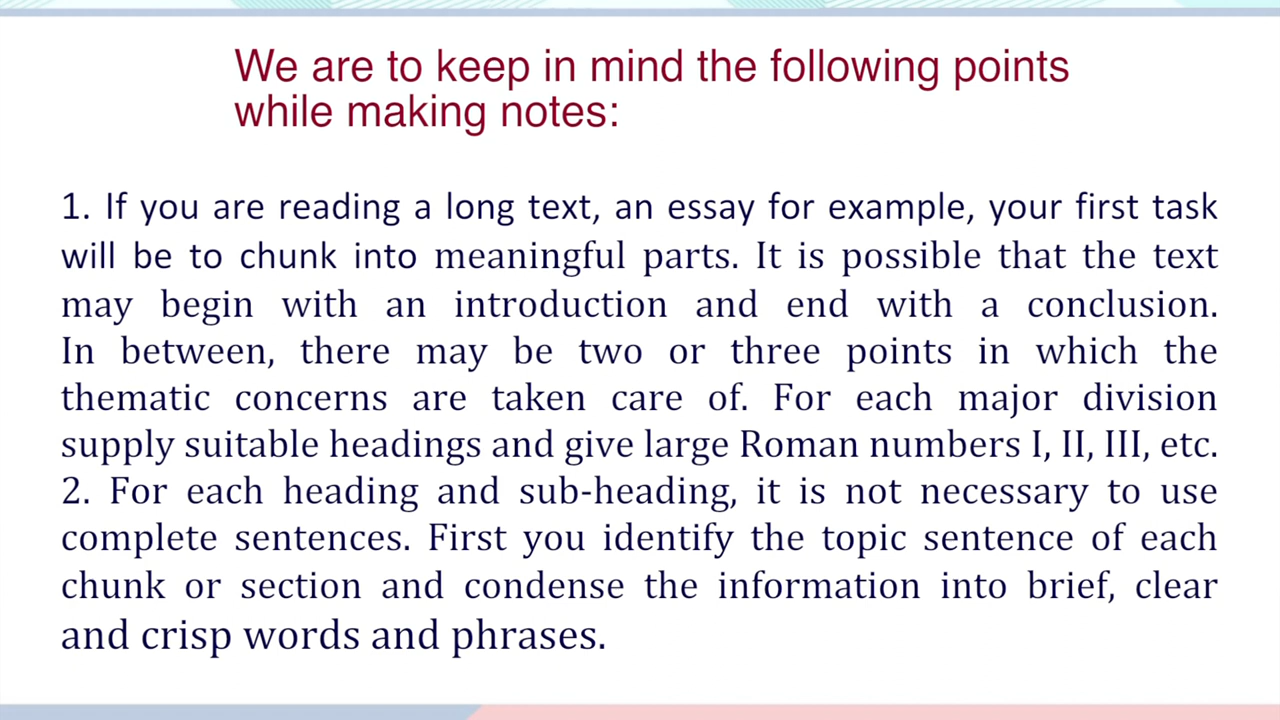 We are to keep in mind the following points
while making notes:
1. If you are reading a long text, an essay for example, your first task
will be to chunk into meaningful parts. It is possible that the text
may begin with an introduction and end with a conclusion.
In between, there may be two or three points in which the
thematic concerns are taken care of. For each major division
supply suitable headings and give large Roman numbers I, II, III, etc.
2. For each heading and sub-heading, it is not necessary to use
complete sentences. First you identify the topic sentence of each
chunk or section and condense the information into brief, clear
and crisp words and phrases.